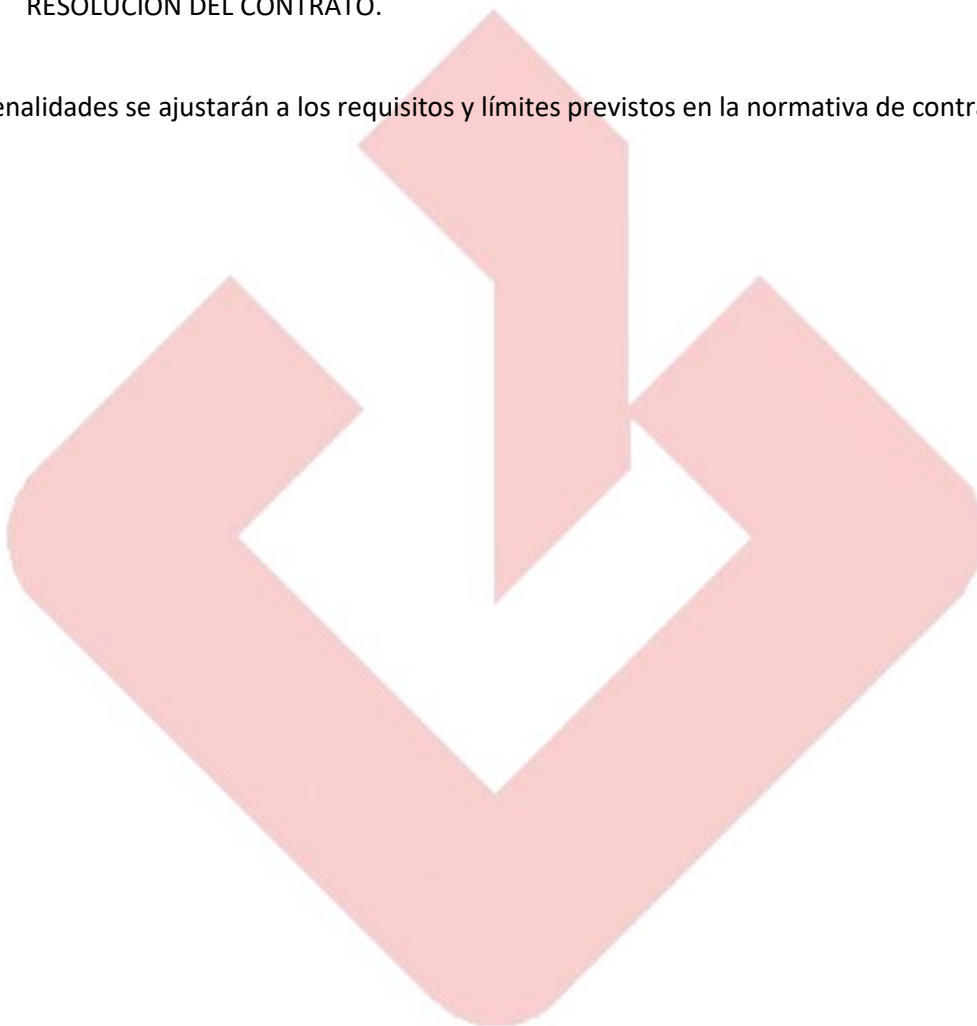 RESOLUCIÓN DEL CONTRATO.
enalidades se ajustarán a los requisitos y límites previstos en la normativa de contra